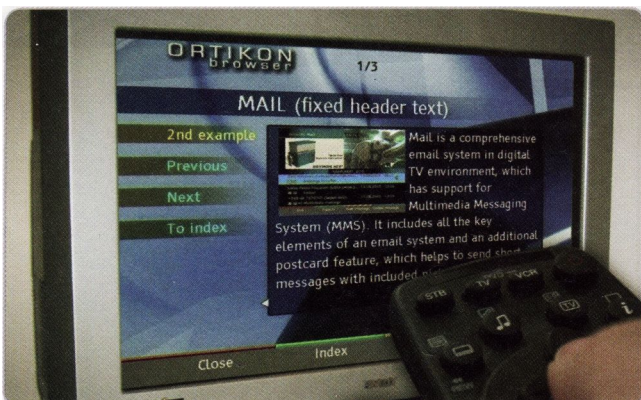 ORTIKON
browser
1/3
MAIL (fixed header text)
2nd example
Previous
Next
To index
Mail is a comprehensive
email system in digital
TV environment, which
has support for
Multimedia Messaging
System (MMS). It includes all the key
elements of an email system and an additional
postcard feature, which helps to send short
messages with included
Close
Index
STB
TV
VCR
TV
i
MENU